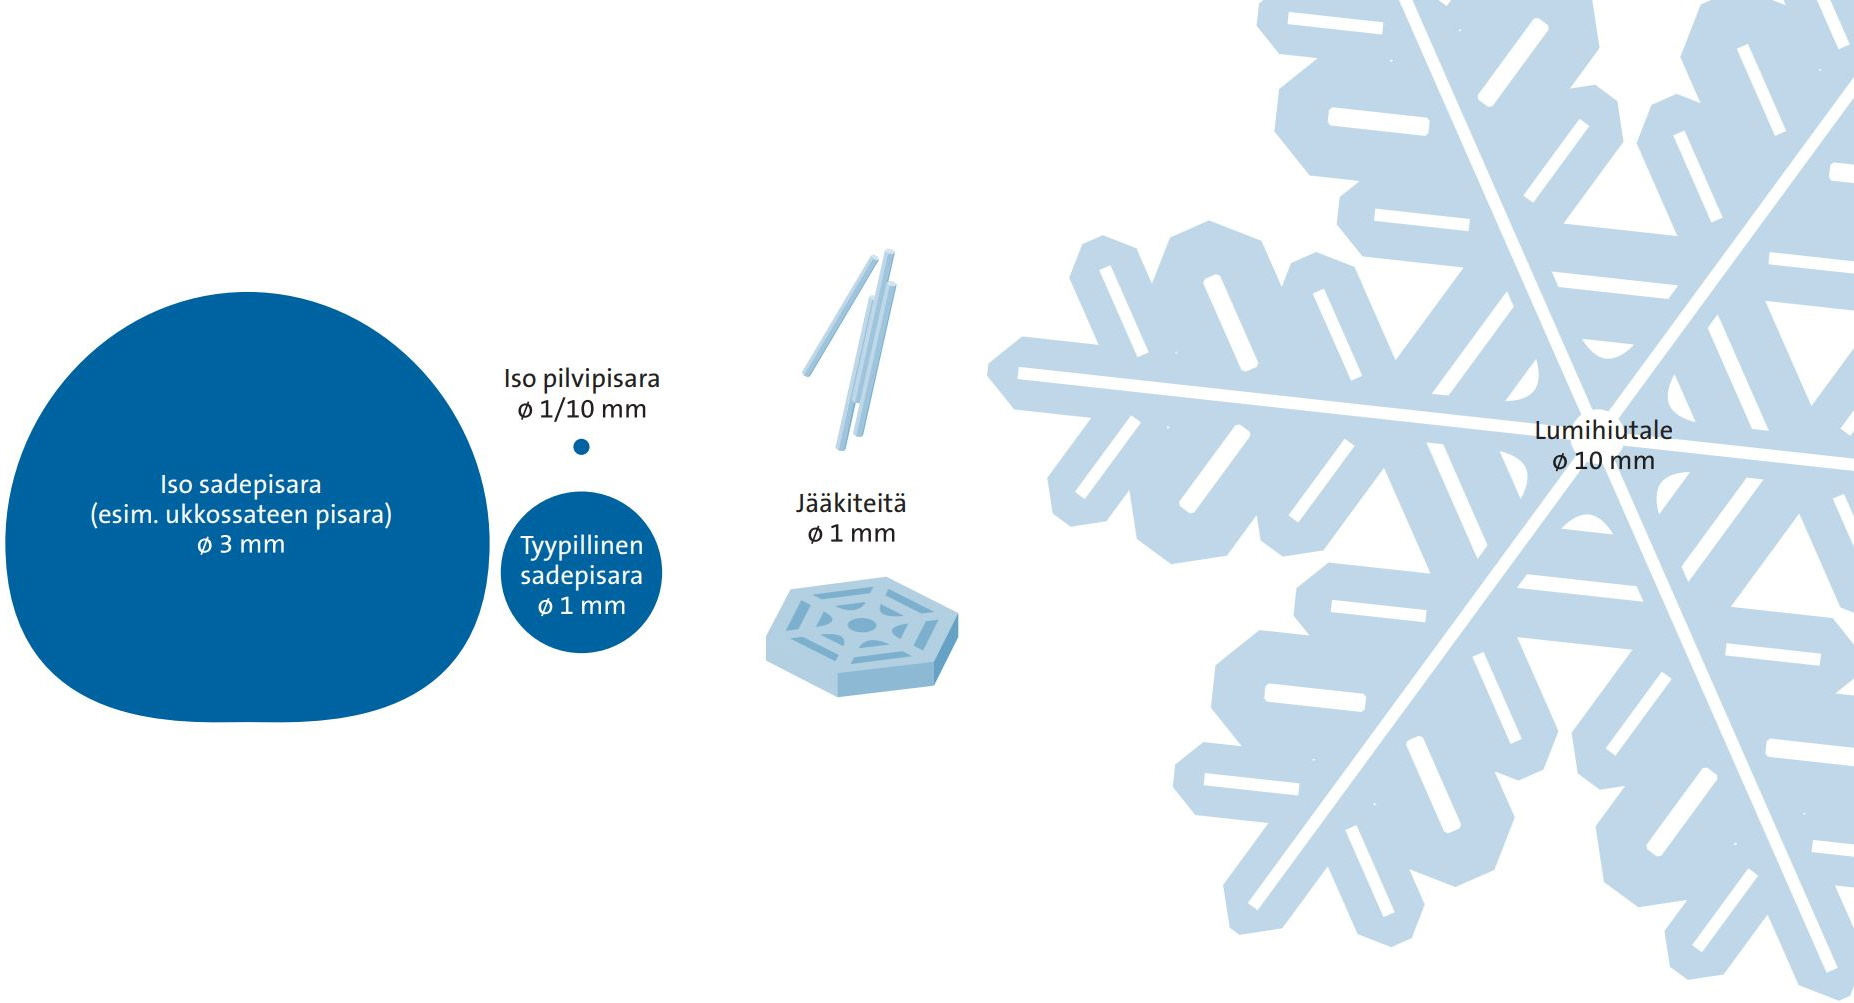 Iso sadepisara
(esim. ukkossateen pisara)
ø 3 mm
Iso pilvipisara
ø 1/10 mm
Tyypillinen
sadepisara
ø 1 mm
Jääkiteitä
ø 1 mm
Lumihiutale
ø 10 mm